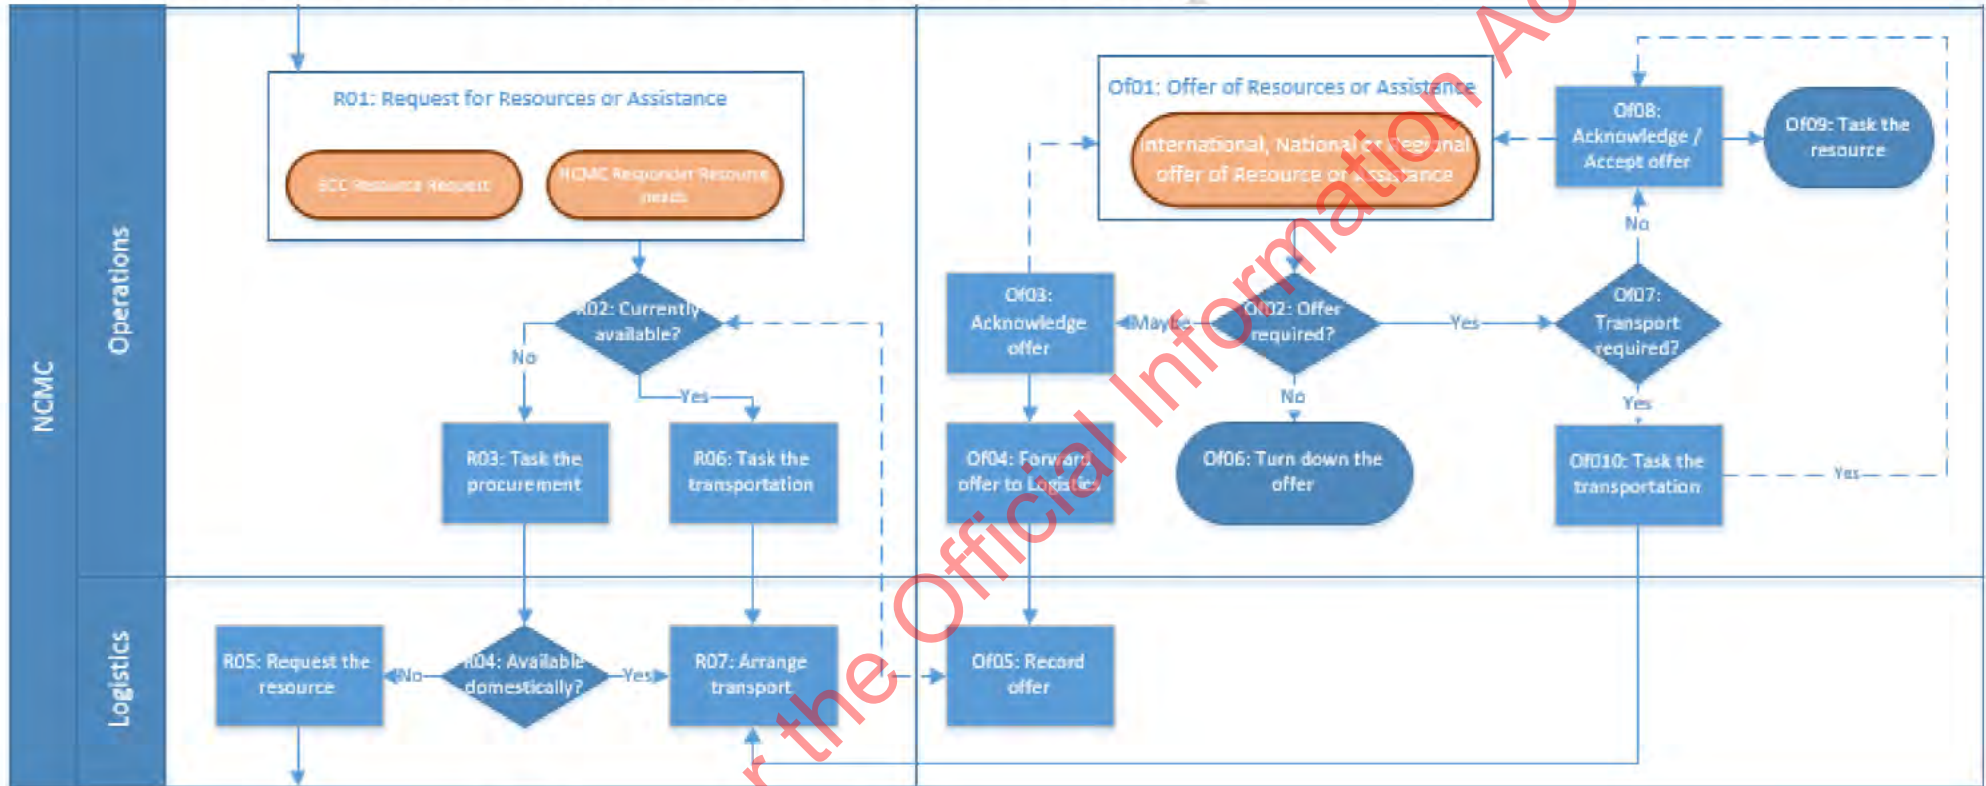 NCMC
Operations
Logistics
R01: Request for Resources or Assistance
Resource Request
NCMC Responder Resource
needs
R02: Currently
available?
No
Yes
R03: Task the
procurement
R06: Task the
transportation
R05: Request the
resource
No
R04: Available
domestically?
Yes
R07: Arrange
transport
Of01: Offer of Resources or Assistance
International, National or Regional
offer of Resource or Assistance
Of08:
Acknowledge /
Accept offer
Of09: Task the
resource
No
Of03:
Acknowledge
offer
Maybe
Of02: Offer
required?
Yes
Of07:
Transport
required?
No
Yes
Of04: Forward
offer to Logistics
Of06: Turn down the
offer
Of010: Task the
transportation
Yes
Of05: Record
offer
r the Official Information Ac